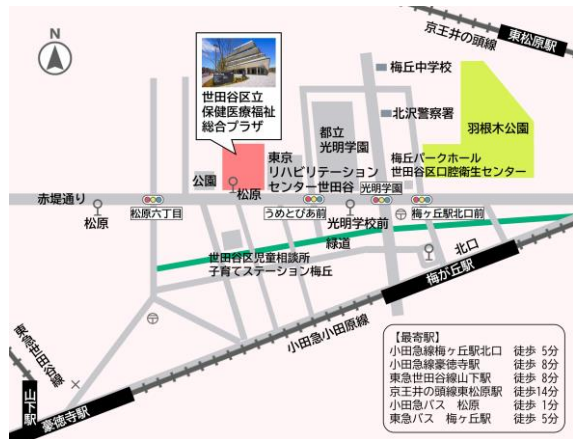 N
京王井の頭線
東松原駅
梅丘中学校
世田谷区立
保健医療福祉
総合プラザ
北沢警察署
羽根木公園
都立
光明学園
東京
リハビリテーション
センター世田谷
梅丘パークホール
世田谷区口腔衛生センター
公園
松原
光明学園
赤堤通り
松原
松原六丁目
うめとぴあ前
光明学校前
梅ヶ丘駅北口前
世田谷区児童相談所
子育てステーション梅丘
緑道
北口
梅が丘駅
小田急小田原線
東急世田谷線
山下駅
豪徳寺駅
【最寄駅】
小田急線梅ヶ丘駅北口 徒歩 5分
小田急線豪徳寺駅 徒歩 8分
東急世田谷線山下駅 徒歩 8分
京王井の頭線東松原駅 徒歩14分
小田急バス 松原 徒歩 1分
東急バス 梅ヶ丘駅 徒歩 5分